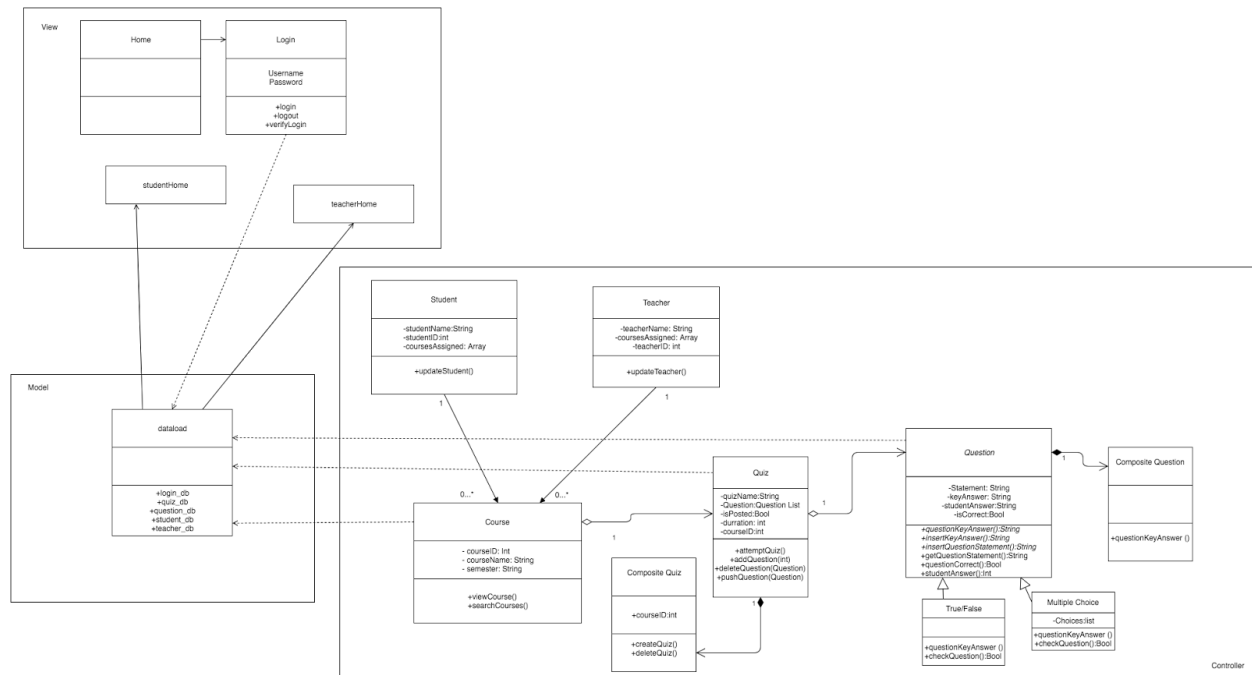 View
Home
Login
Username
Password
+login
+logout
+verifyLogin
studentHome
teacherHome
Model
dataload
+login_db
+quiz_db
+question_db
+student_db
+teacher_db
Student
-studentName:String
-studentID:int
-coursesAssigned: Array
+updateStudent()
1
Teacher
-teacherName: String
-coursesAssigned: Array
-teacherID: int
+updateTeacher()
1
0...*
0...*
Course
- courseID: Int
- courseName: String
- semester: String
+viewCourse()
+searchCourses()
1
Quiz
-quizName:String
-Question:Question List
-isPosted:Bool
-durration: int
-courseID:int
+attemptQuiz()
+addQuestion(int)
+deleteQuestion(Question)
+pushQuestion(Question)
1
1
Composite Quiz
+courseID:int
+createQuiz()
+deleteQuiz()
Question
-Statement: String
-keyAnswer: String
-studentAnswer:String
-isCorrect:Bool
+questionKeyAnswer():String
+insertKeyAnswer():String
+insertQuestionStatement():String
+getQuestionStatement():String
+questionCorrect():Bool
+studentAnswer():Int
1
Composite Question
+questionKeyAnswer ()
True/False
+questionKeyAnswer ()
+checkQuestion():Bool
Multiple Choice
-Choices:list
+questionKeyAnswer ()
+checkQuestion():Bool
Controller